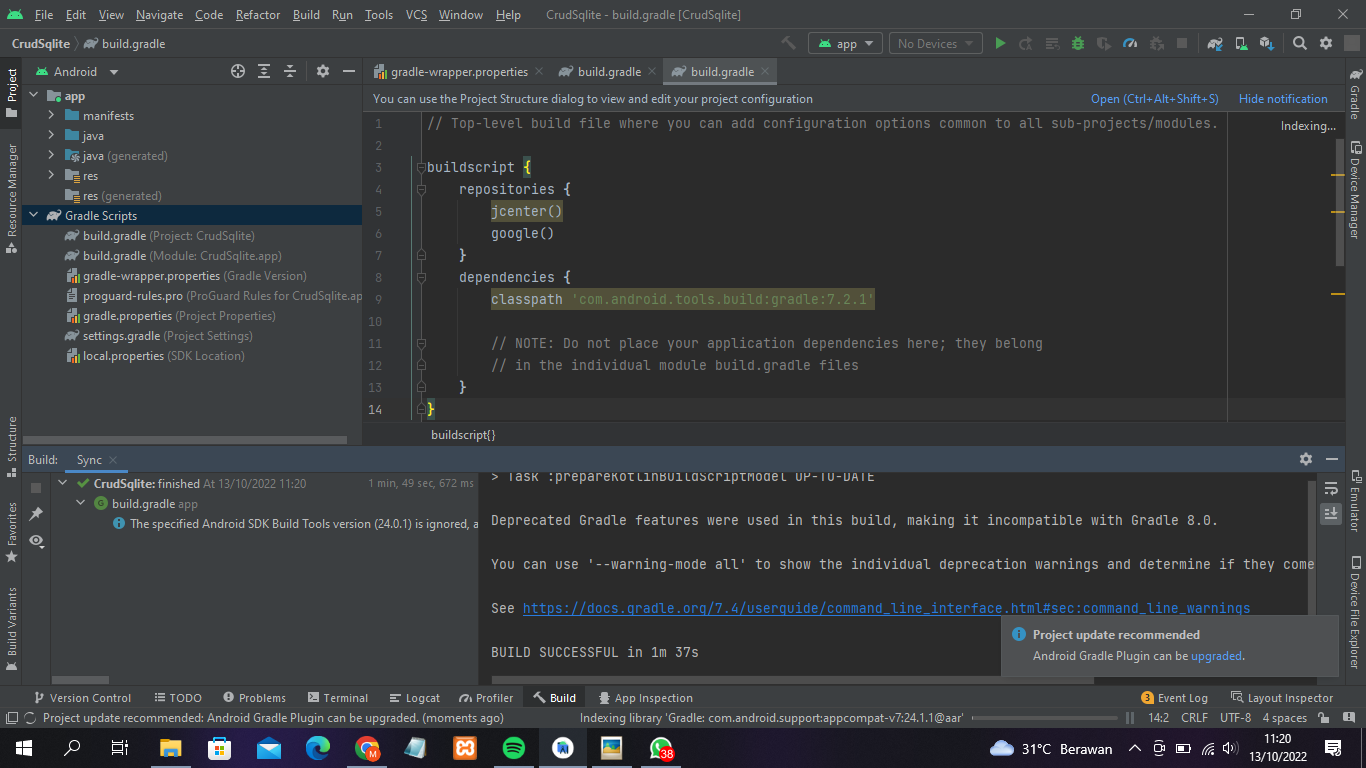 File Edit View Navigate Code Refactor Build Run Tools VCS Window Help CrudSqlite - build.gradle [CrudSqlite]
CrudSqlite build.gradle app No Devices
Project
Android
gradle-wrapper.properties build.gradle build.gradle
Gradle
You can use the Project Structure dialog to view and edit your project configuration Open (Ctrl+Alt+Shift+S) Hide notification
app
manifests
java
java (generated)
res
res (generated)
Gradle Scripts
build.gradle (Project: CrudSqlite)
build.gradle (Module: CrudSqlite.app)
gradle-wrapper.properties (Gradle Version)
proguard-rules.pro (ProGuard Rules for CrudSqlite.ap
gradle.properties (Project Properties)
settings.gradle (Project Settings)
local.properties (SDK Location)
Resource Manager
Structure
Favorites
Build Variants
1 // Top-level build file where you can add configuration options common to all sub-projects/modules.
Indexing...
2
3 buildscript {
4 repositories {
5 jcenter()
6 google()
7 }
8 dependencies {
9 classpath 'com.android.tools.build:gradle:7.2.1'
10
11 // NOTE: Do not place your application dependencies here; they belong
12 // in the individual module build.gradle files
13 }
14 }
buildscript{}
Device Manager
Emulator
Device File Explorer
Build: Sync
CrudSqlite: finished At 13/10/2022 11:20 1 min, 49 sec, 672 ms
build.gradle app
The specified Android SDK Build Tools version (24.0.1) is ignored, a
> Task :prepareKotlinBuildScriptModel UP-TO-DATE
Deprecated Gradle features were used in this build, making it incompatible with Gradle 8.0.
You can use '--warning-mode all' to show the individual deprecation warnings and determine if they come
See https://docs.gradle.org/7.4/userguide/command_line_interface.html#sec:command_line_warnings
BUILD SUCCESSFUL in 1m 37s
Project update recommended
Android Gradle Plugin can be upgraded.
Version Control TODO Problems Terminal Logcat Profiler Build App Inspection 3 Event Log Layout Inspector
Project update recommended: Android Gradle Plugin can be upgraded. (moments ago) Indexing library 'Gradle: com.android.support:appcompat-v7:24.1.1@aar' 14:2 CRLF UTF-8 4 spaces
M 38 31°C Berawan 11:20
13/10/2022